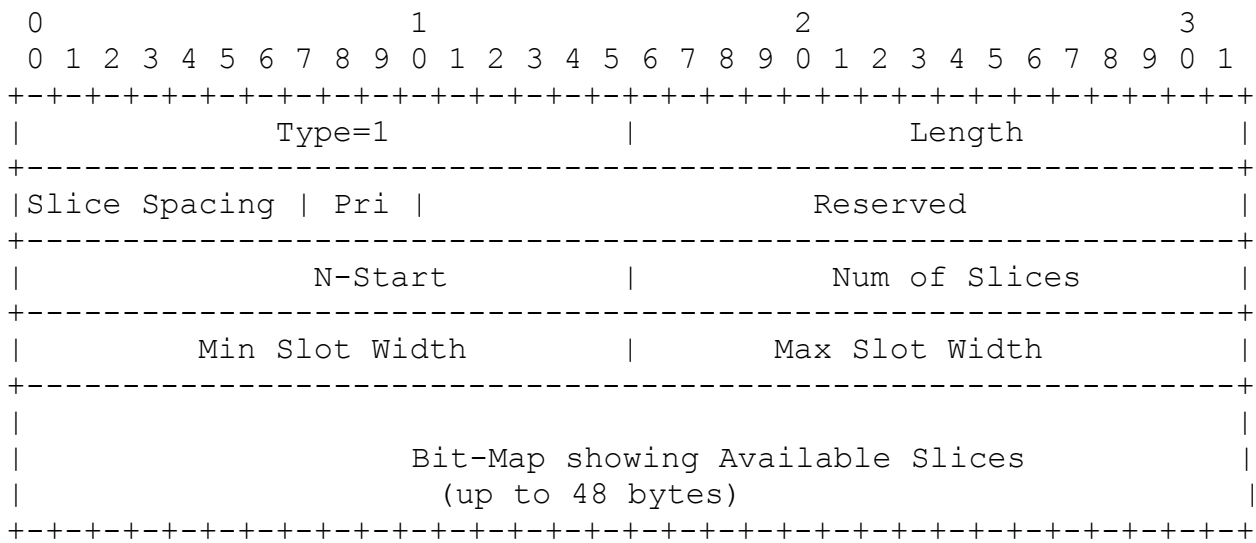 0                   1                   2                   3
 0 1 2 3 4 5 6 7 8 9 0 1 2 3 4 5 6 7 8 9 0 1 2 3 4 5 6 7 8 9 0 1
+-+-+-+-+-+-+-+-+-+-+-+-+-+-+-+-+-+-+-+-+-+-+-+-+-+-+-+-+-+-+-+-+
|             Type=1            |              Length           |
+---------------------------------------------------------------+
|Slice Spacing | Pri |                    Reserved              |
+---------------------------------------------------------------+
|               N-Start         |          Num of Slices        |
+---------------------------------------------------------------+
|         Min Slot Width        |       Max Slot Width          |
+---------------------------------------------------------------+
|                                                               |
|                    Bit-Map showing Available Slices           |
|                     (up to 48 bytes)                          |
+-+-+-+-+-+-+-+-+-+-+-+-+-+-+-+-+-+-+-+-+-+-+-+-+-+-+-+-+-+-+-+-+